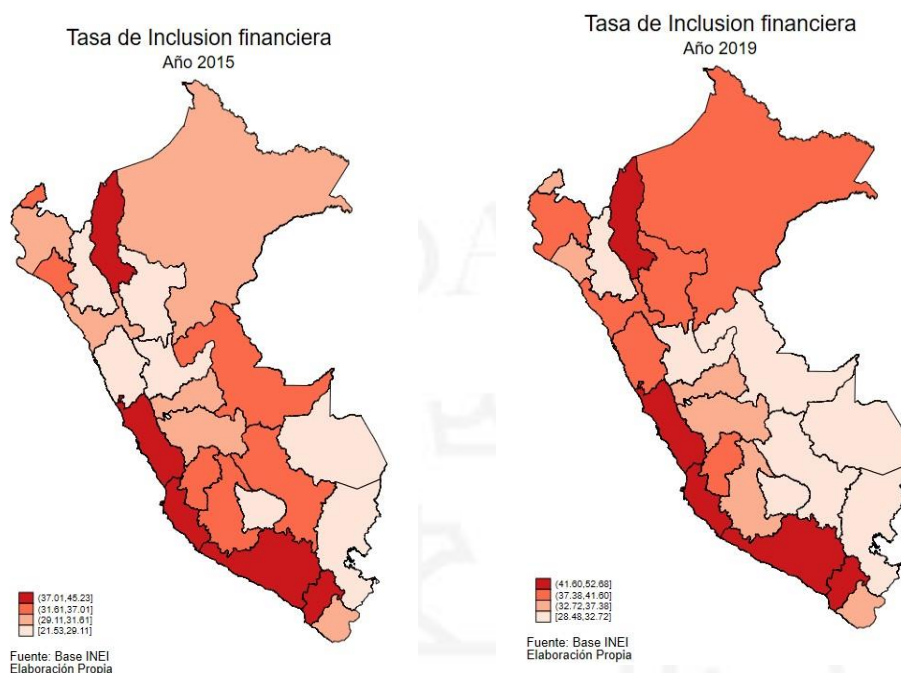 Tasa de Inclusion financiera
Año 2015
(37.01,45.23]
(31.61,37.01]
(29.11,31.61]
[21.53,29.11]
Fuente: Base INEI
Elaboración Propia
Tasa de Inclusion financiera
Año 2019
(41.60,52.68]
(37.38,41.60]
(32.72,37.38]
[28.48,32.72]
Fuente: Base INEI
Elaboración Propia